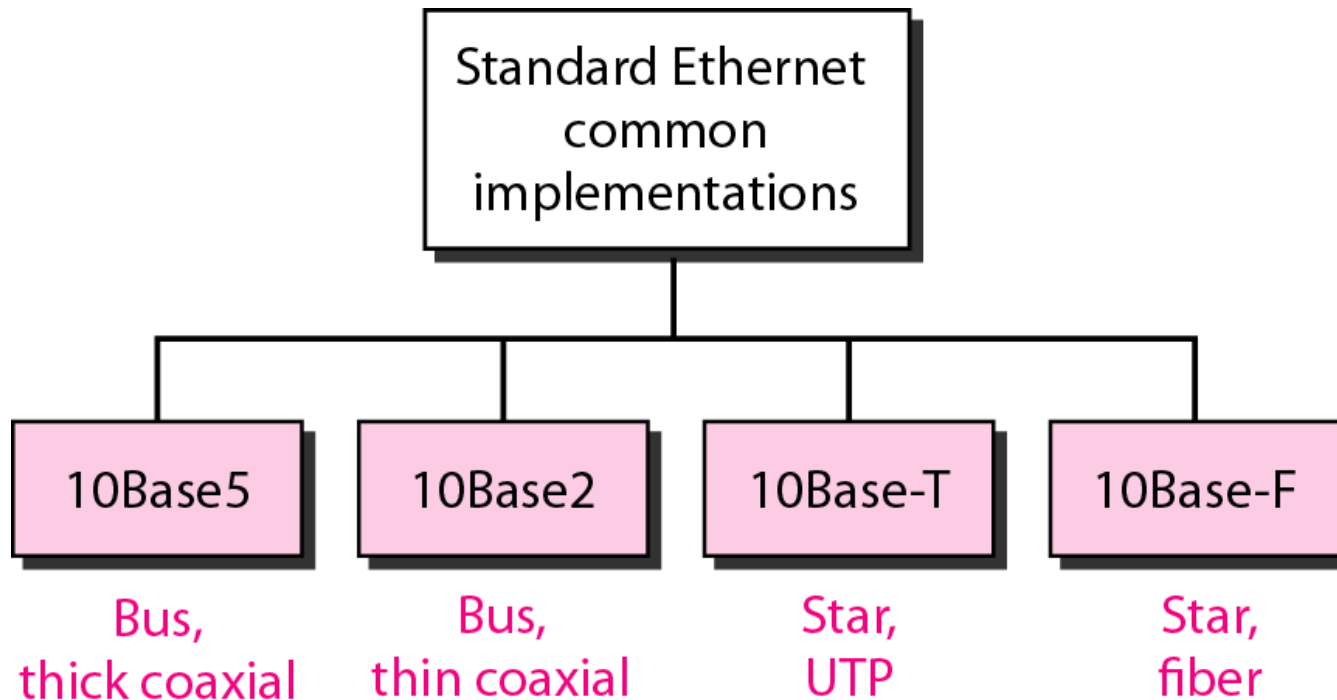 Standard Ethernet
common
implementations
10Base5
10Base2
10Base-T
10Base-F
Bus,
thick coaxial
Bus,
thin coaxial
Star,
UTP
Star,
fiber